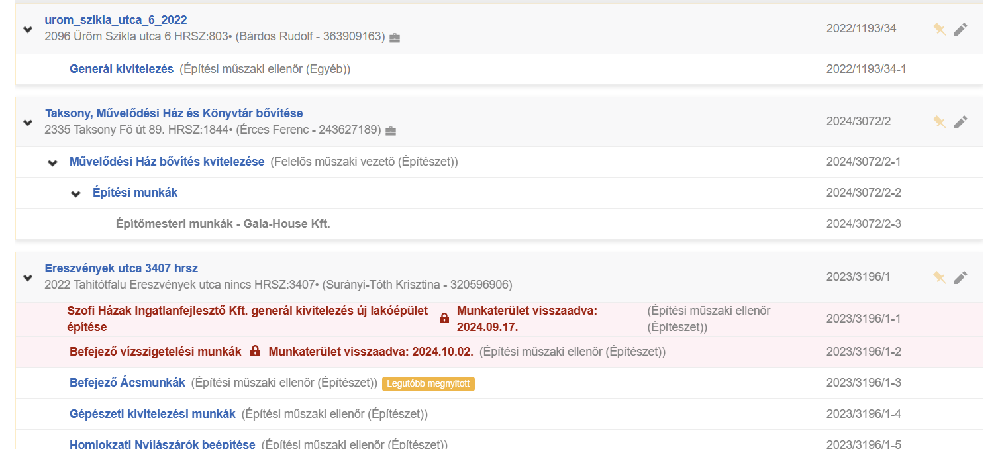 urom_szikla_utca_6_2022
2096 Üröm Szikla utca 6 HRSZ:803• (Bárdos Rudolf - 363909163)
2022/1193/34
Generál kivitelezés (Építési műszaki ellenőr (Egyéb))
2022/1193/34-1
Taksony, Művelődési Ház és Könyvtár bővítése
2335 Taksony Fő út 89. HRSZ:1844• (Érces Ferenc - 243627189)
2024/3072/2
Művelődési Ház bővítés kvitelezése (Felelős műszaki vezető (Építészet))
2024/3072/2-1
Építési munkák
2024/3072/2-2
Építőmesteri munkák - Gala-House Kft.
2024/3072/2-3
Ereszvények utca 3407 hrsz
2022 Tahitótfalu Ereszvények utca nincs HRSZ:3407• (Surányi-Tóth Krisztina - 320596906)
2023/3196/1
Szofi Házak Ingatlanfejlesztő Kft. generál kivitelezés új lakóépület
építése
Munkaterület visszaadva:
2024.09.17.
(Építési műszaki ellenőr
(Építészet))
2023/3196/1-1
Befejező vízszigetelési munkák Munkaterület visszaadva: 2024.10.02. (Építési műszaki ellenőr (Építészet))
2023/3196/1-2
Befejező Ácsmunkák (Építési műszaki ellenőr (Építészet)) Legutóbb megnyitott
2023/3196/1-3
Gépészeti kivitelezési munkák (Építési műszaki ellenőr (Építészet))
2023/3196/1-4
Homlokzati Nyílászárók beépítése (Építési műszaki ellenőr (Építészet))
2023/3196/1-5